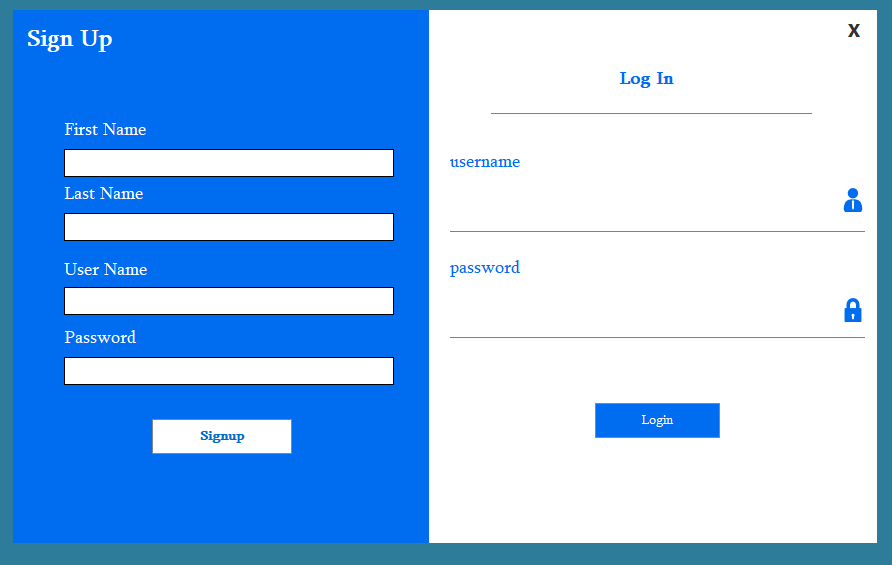 Sign Up
First Name
Last Name
User Name
Password
Signup
X
Log In
username
password
Login